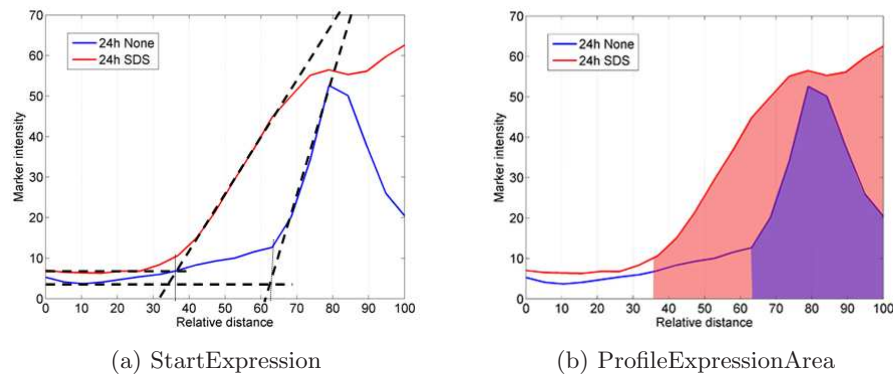 70
60
50
40
30
20
10
0
Marker intensity
24h None
24h SDS
0 10 20 30 40 50 60 70 80 90 100
Relative distance
(a) StartExpression
70
60
50
40
30
20
10
0
Marker intensity
24h None
24h SDS
0 10 20 30 40 50 60 70 80 90 100
Relative distance
(b) ProfileExpressionArea